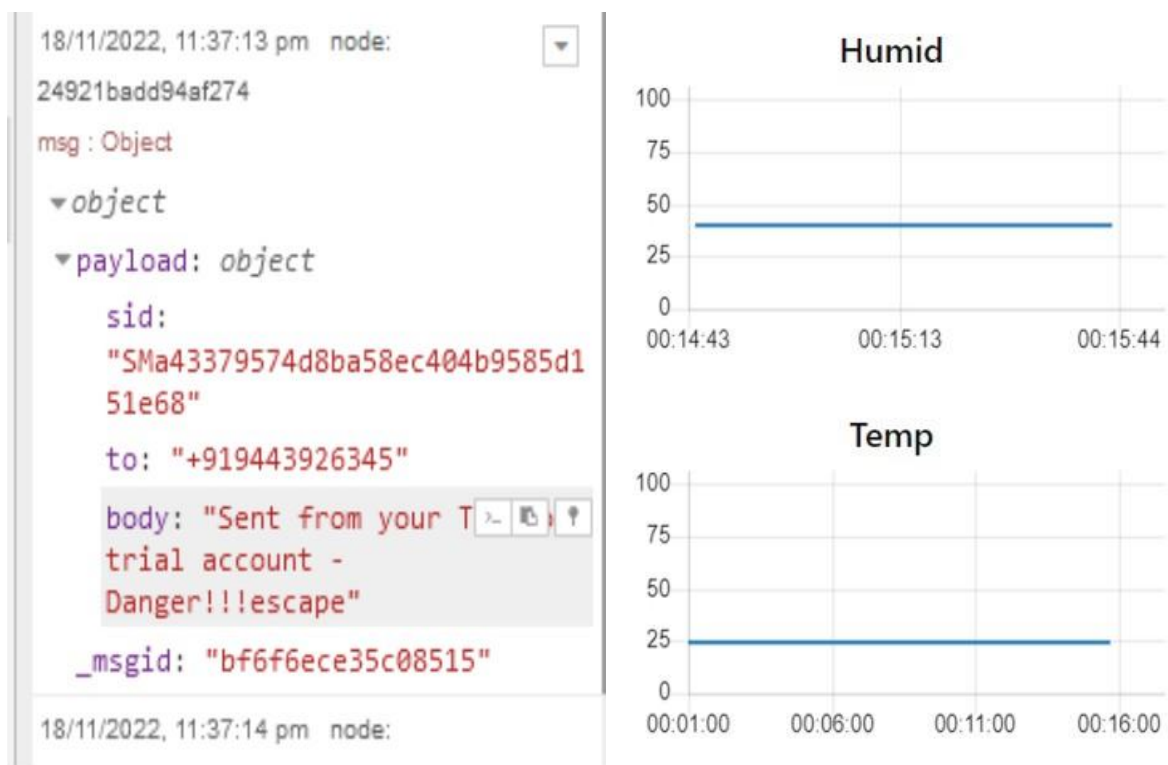 18/11/2022, 11:37:13 pm node:
24921badd94af274
msg : Object
object
payload: object
sid:
"SMa43379574d8ba58ec404b9585d1
51e68"
to: "+919443926345"
body: "Sent from your
trial account -
Danger!!!escape"
_msgid: "bf6f6ece35c08515"
18/11/2022, 11:37:14 pm node:
Humid
100
75
50
25
0
00:14:43 00:15:13 00:15:44
Temp
100
75
50
25
0
00:01:00 00:06:00 00:11:00 00:16:00